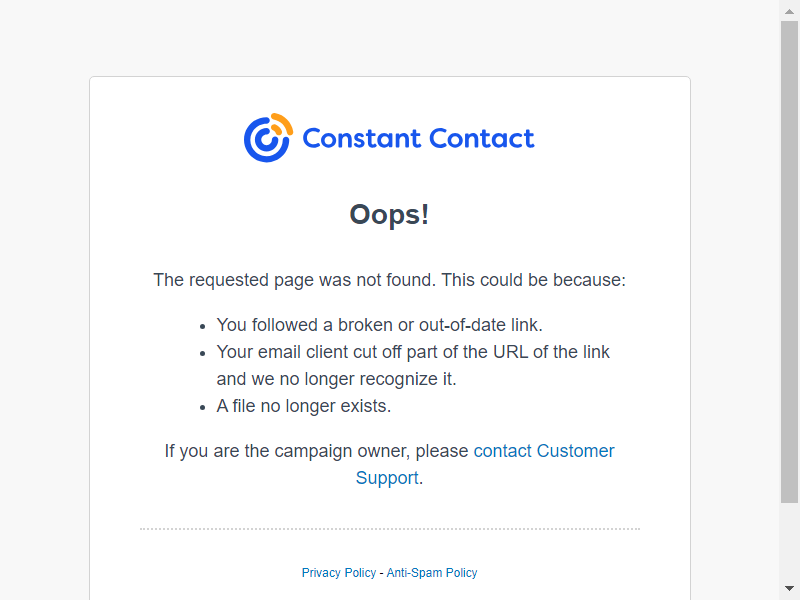 Constant Contact
Oops!
The requested page was not found. This could be because:
You followed a broken or out-of-date link.
Your email client cut off part of the URL of the link
and we no longer recognize it.
A file no longer exists.
If you are the campaign owner, please contact Customer
Support.
Privacy Policy - Anti-Spam Policy